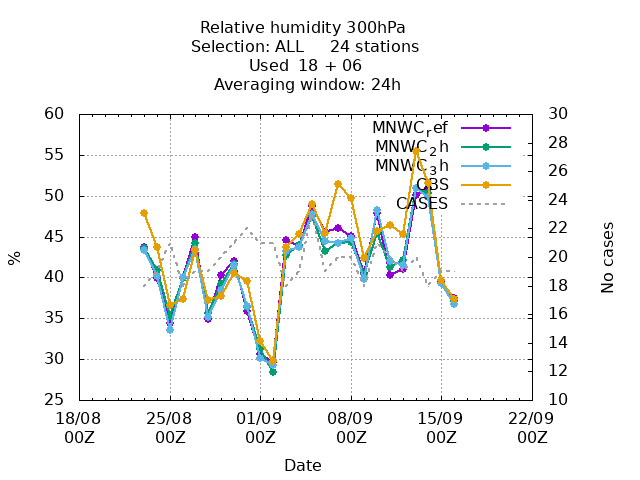 Relative humidity 300hPa
Selection: ALL 24 stations
Used 18 + 06
Averaging window: 24h
60
55
50
45
40
35
30
25
%
30
28
26
24
22
20
18
16
14
12
10
No cases
MNWC_ref
MNWC_2h
MNWC_3h
OBS
CASES
18/08 25/08 01/09 08/09 15/09 22/09
00Z 00Z 00Z 00Z 00Z 00Z
Date